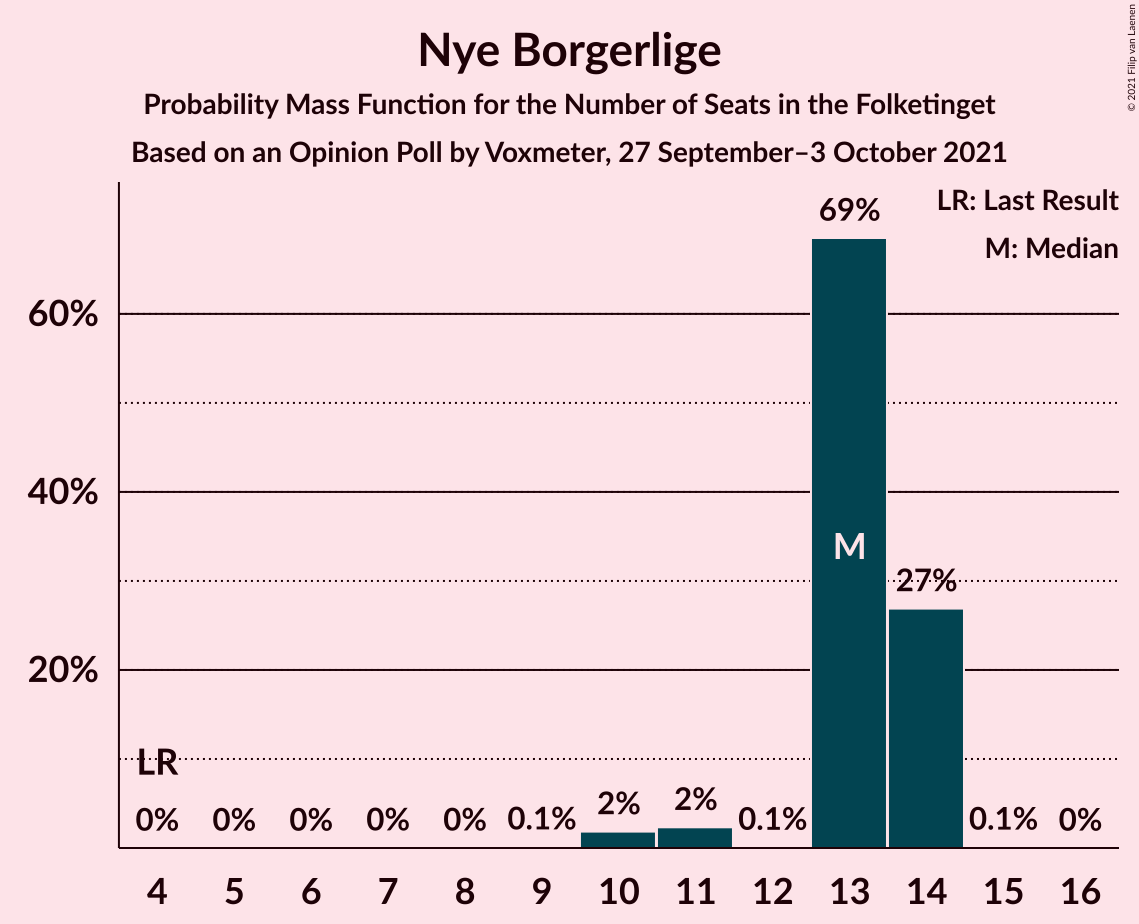 Nye Borgerlige
Probability Mass Function for the Number of Seats in the Folketinget
Based on an Opinion Poll by Voxmeter, 27 September–3 October 2021
© 2021 Filip van Laenen
LR: Last Result
M: Median
69%
60%
40%
M
27%
20%
LR
0% 0% 0% 0% 0% 0.1% 2% 2% 0.1% 0.1% 0%
4 5 6 7 8 9 10 11 12 13 14 15 16